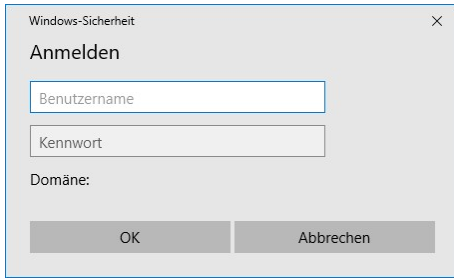 Windows-Sicherheit
Anmelden
Benutzername
Kennwort
Domäne:
OK
Abbrechen